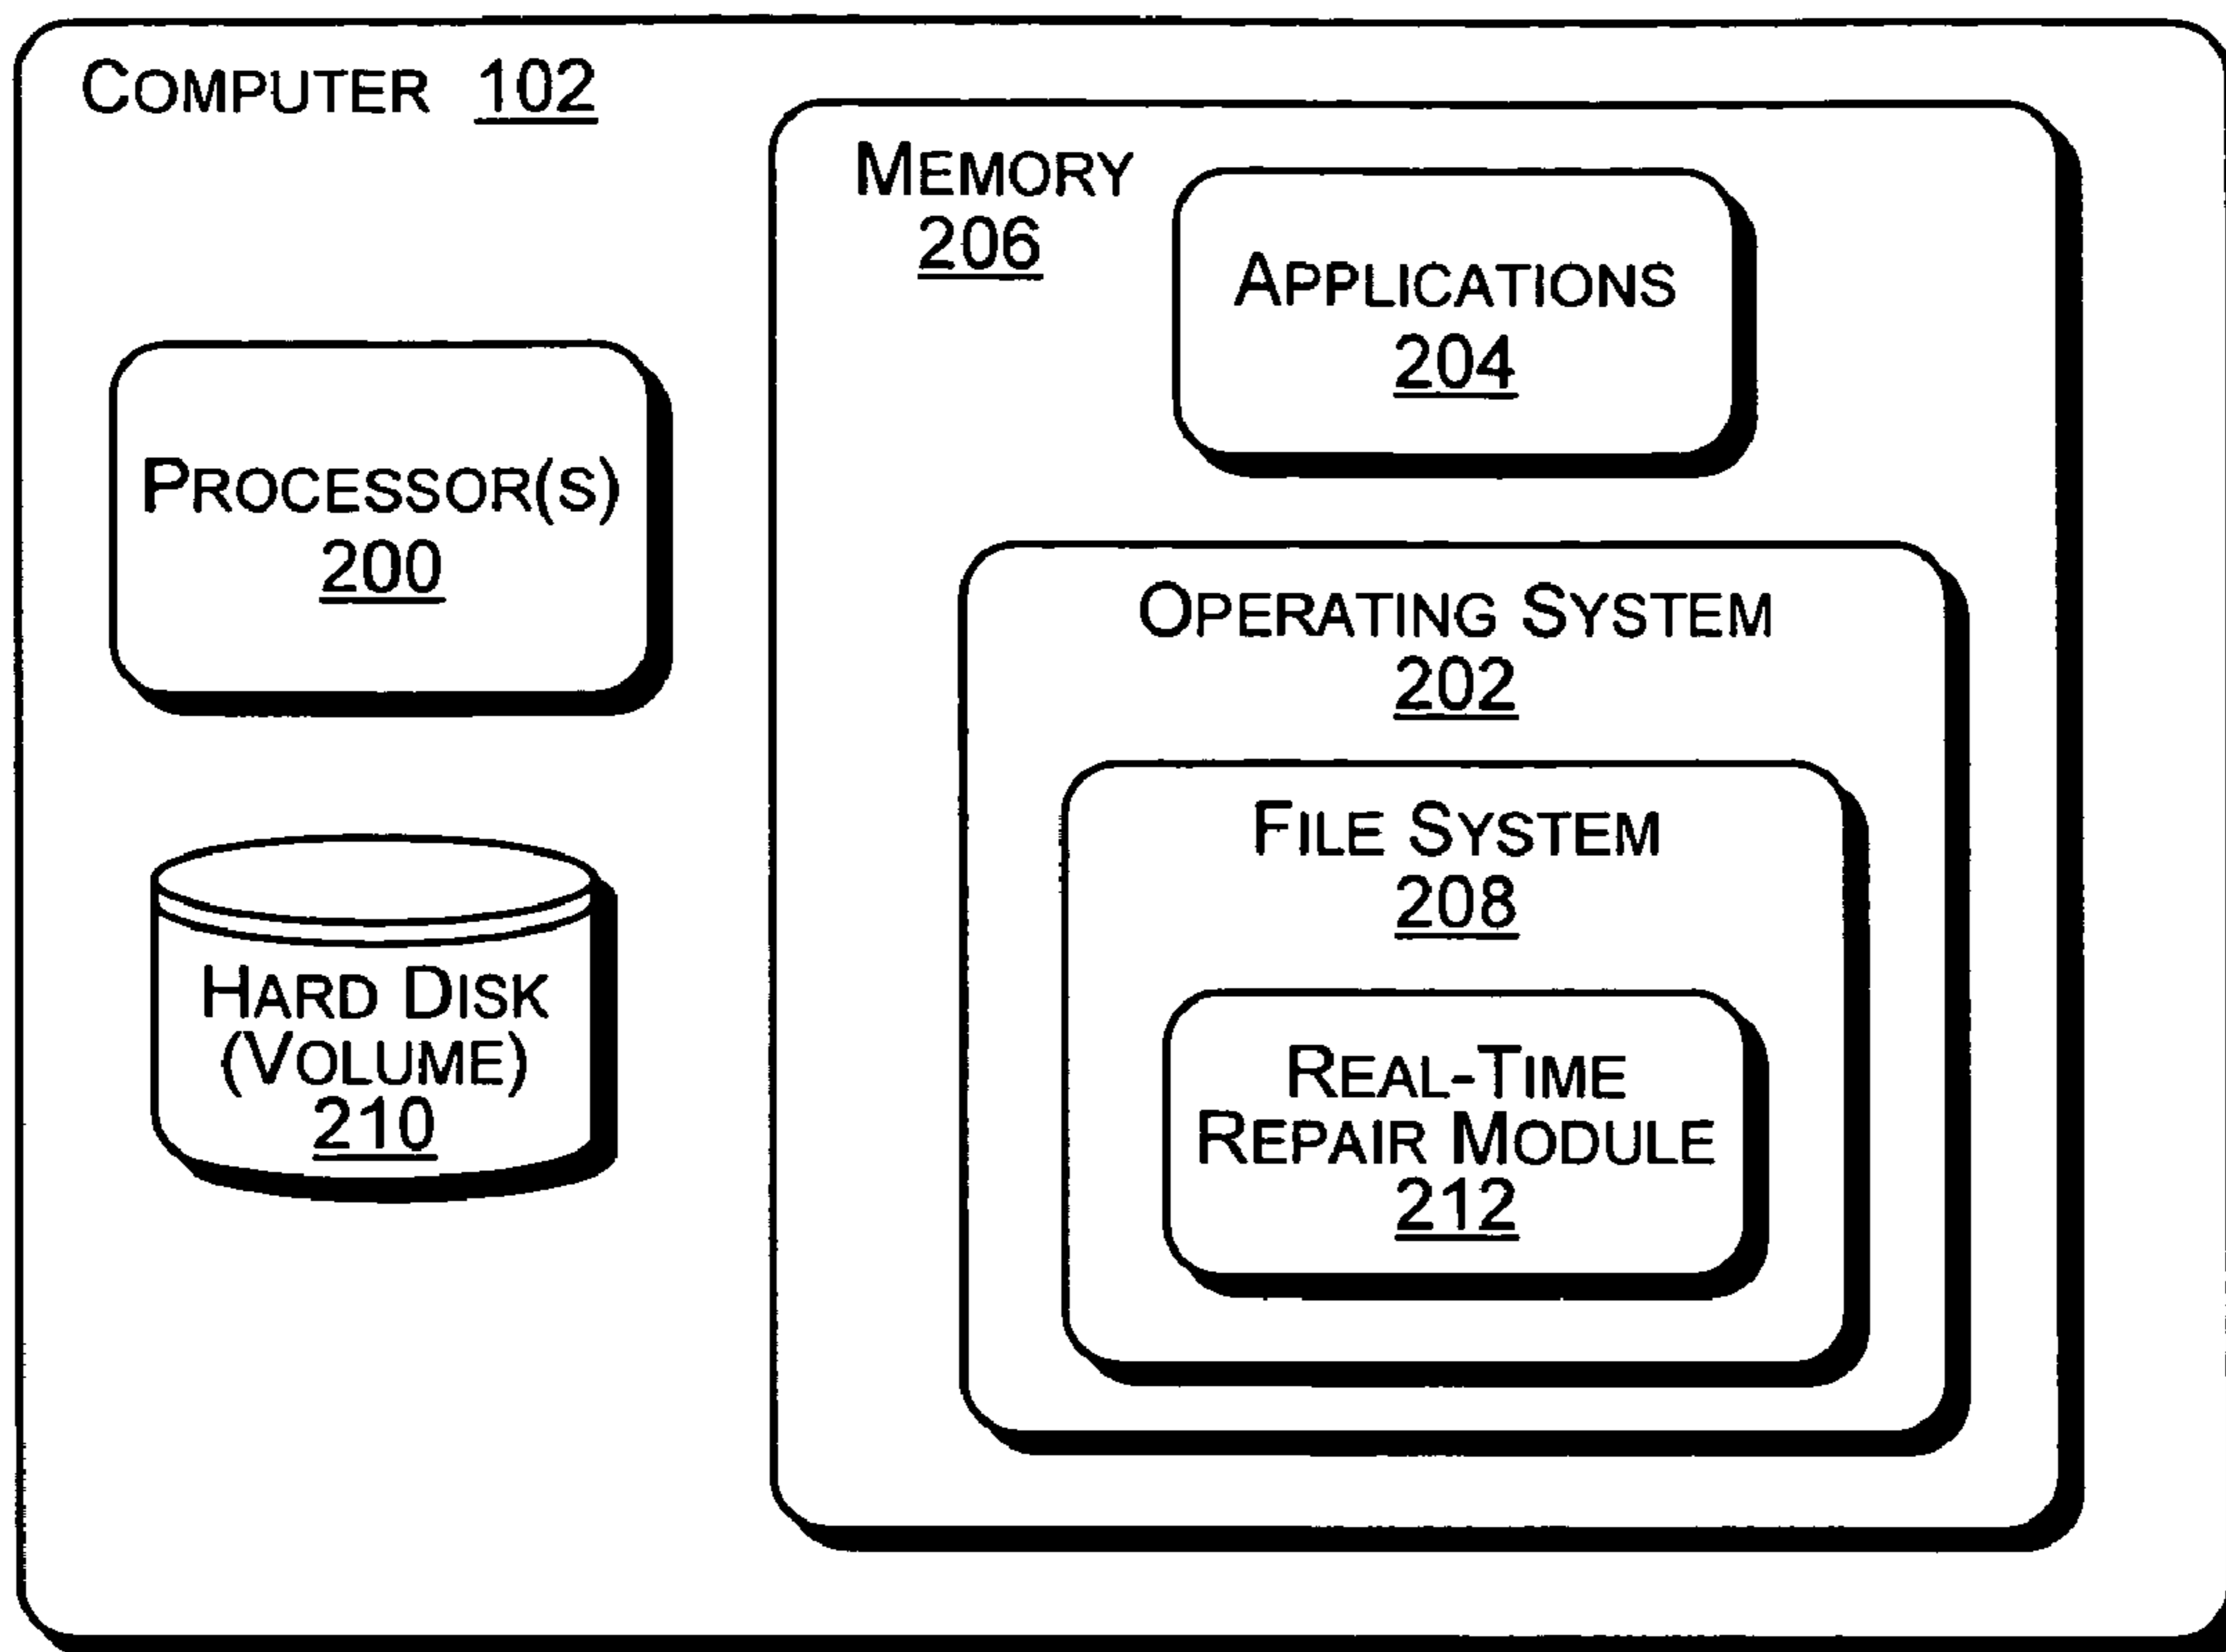 COMPUTER 102
MEMORY
206
APPLICATIONS
204
PROCESSOR(S)
200
OPERATING SYSTEM
202
FILE SYSTEM
208
HARD DISK
(VOLUME)
210
REAL-TIME
REPAIR MODULE
212